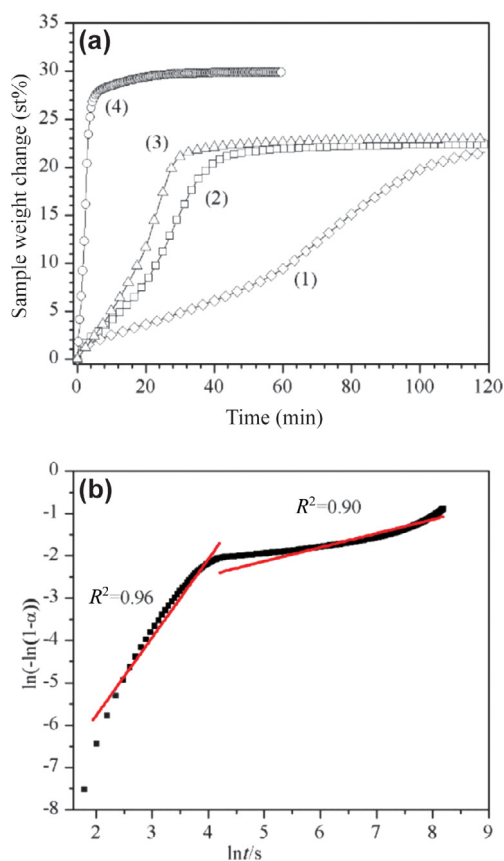 (a)
Sample weight change (st%)
35
30
25
20
15
10
5
0
(4)
(3)
(2)
(1)
0 20 40 60 80 100 120
Time (min)
(b)
ln(-ln(1-α))
0
-1
-2
-3
-4
-5
-6
-7
-8
R²=0.96
R²=0.90
2 3 4 5 6 7 8 9
lnt/s